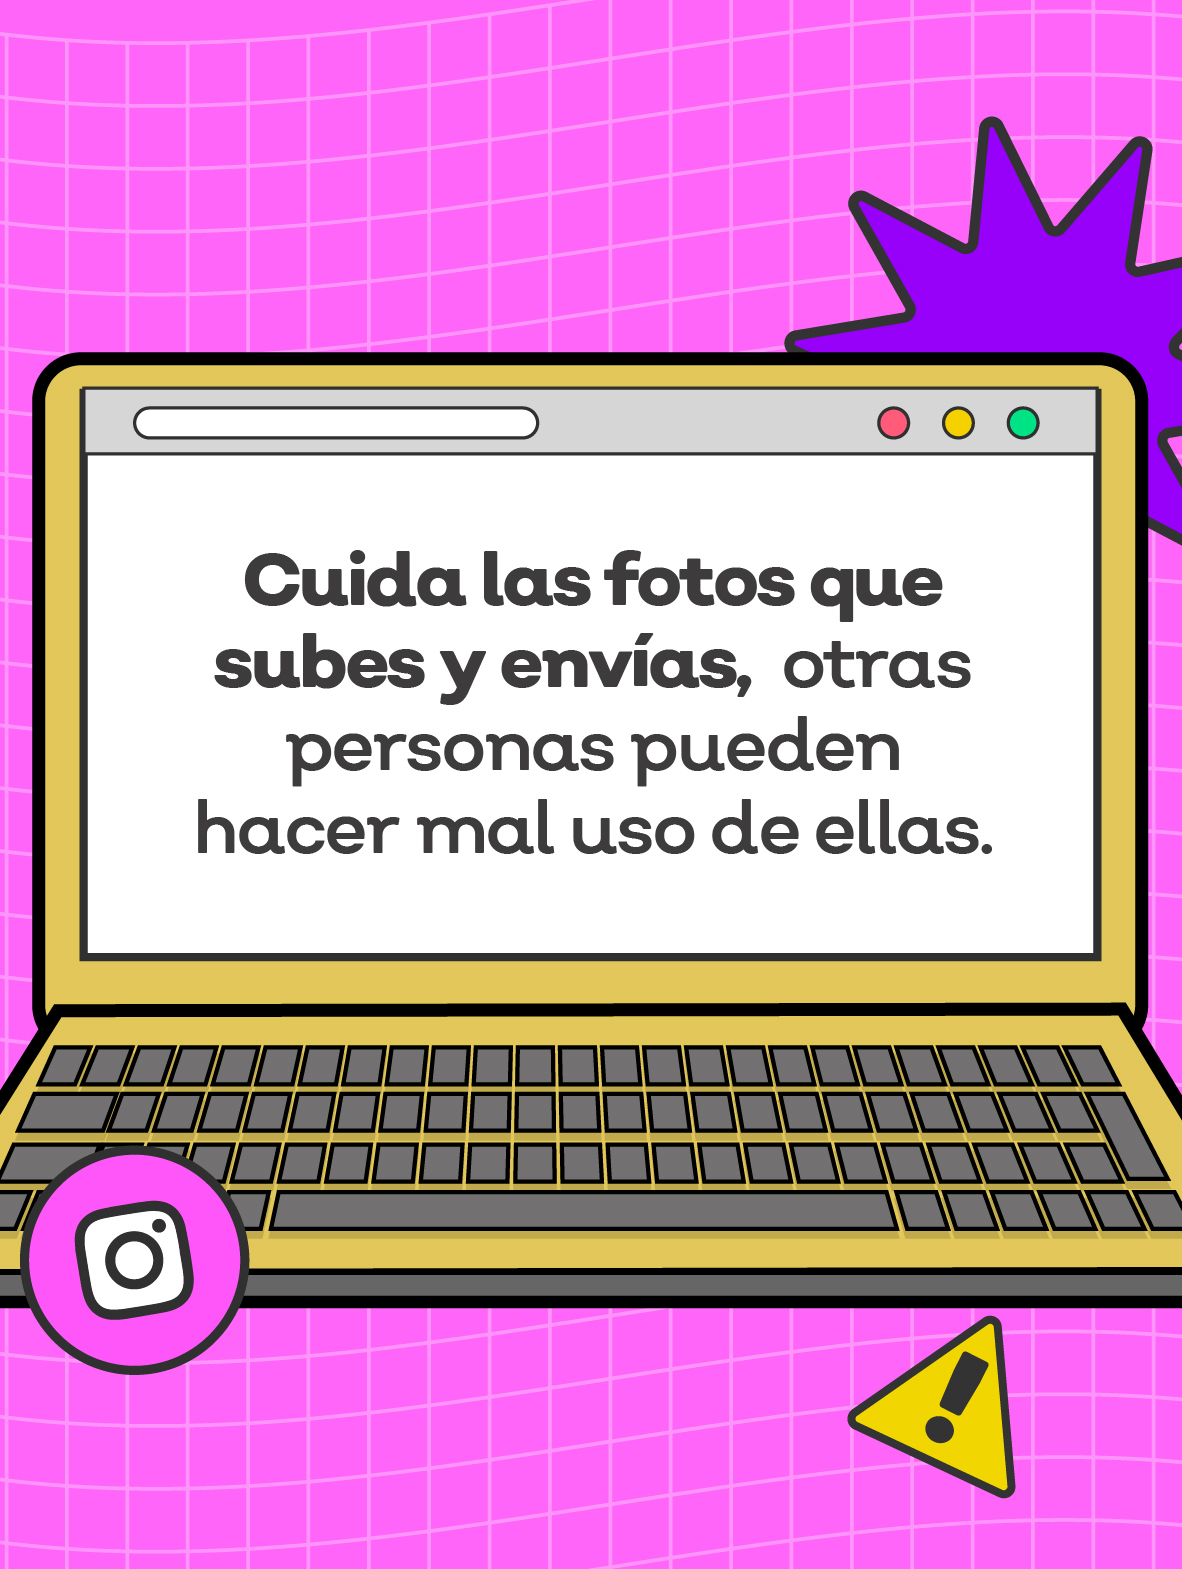 Cuida las fotos que
subes y envías, otras
personas pueden
hacer mal uso de ellas.